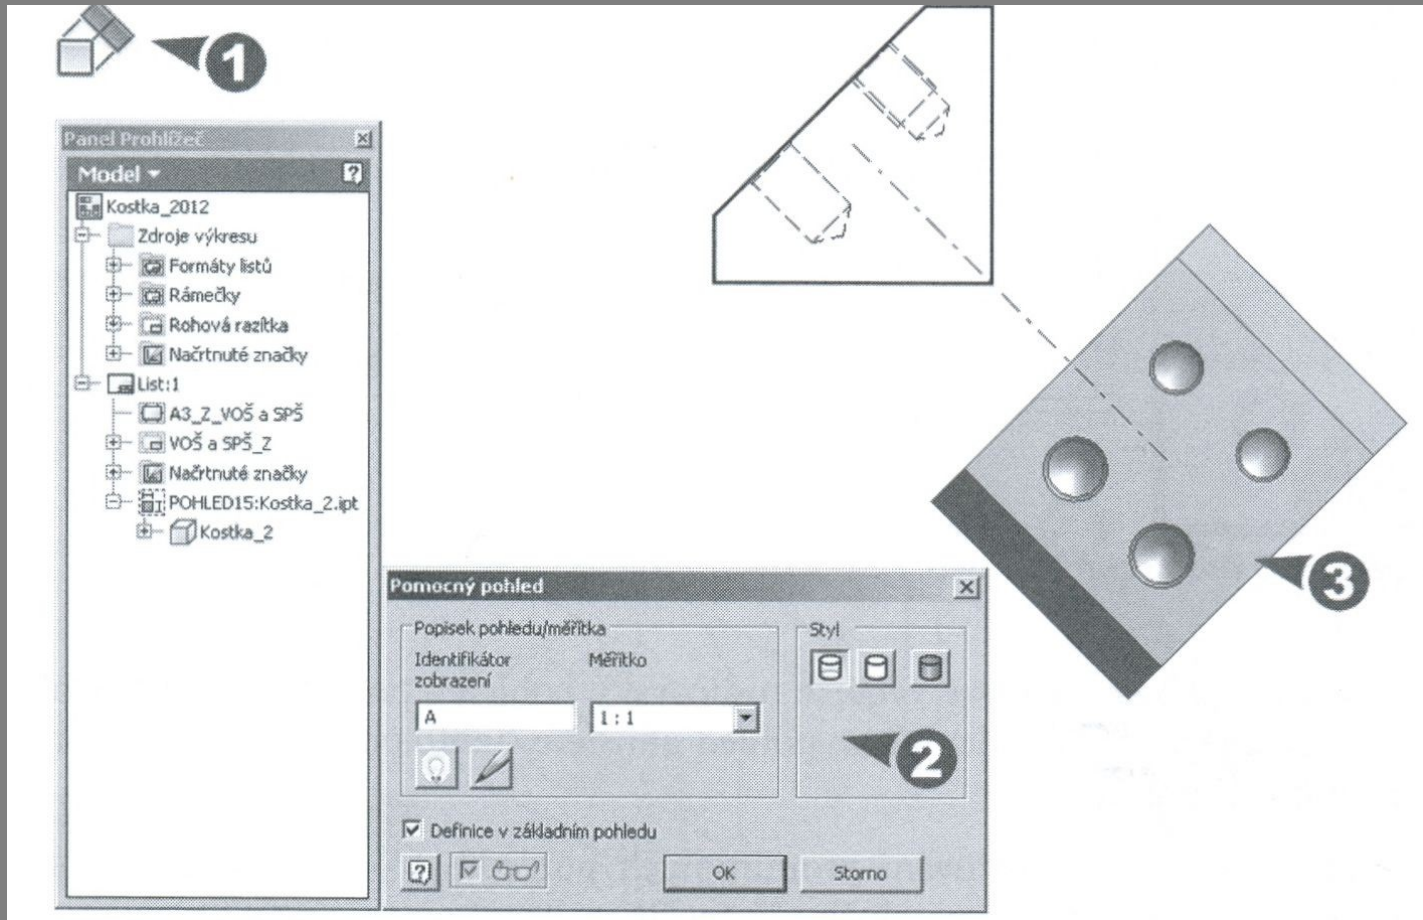 1
Panel Prohlížeč
Model
Kostka_2012
Zdroje výkresu
Formáty listů
Rámečky
Rohová razítka
Načrtnuté značky
List:1
A3_Z_VOŠ a SPŠ
VOŠ a SPŠ_Z
Načrtnuté značky
POHLED15:Kostka_2.ipt
Kostka_2
3
Pomocný pohled
Popisek pohledu/měřítka
Styl
Identifikátor zobrazení
Měřítko
A
1 : 1
2
Definice v základním pohledu
OK
Storno